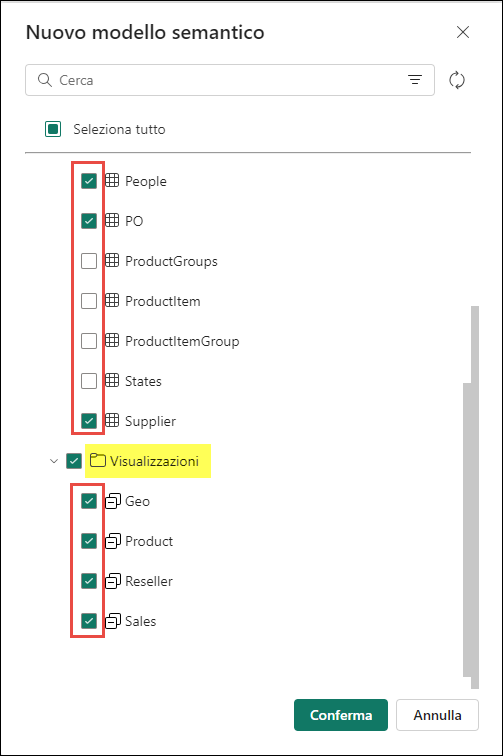 Nuovo modello semantico
Cerca
Seleziona tutto
People
PO
ProductGroups
ProductItem
ProductItemGroup
States
Supplier
Visualizzazioni
Geo
Product
Reseller
Sales
Conferma Annulla